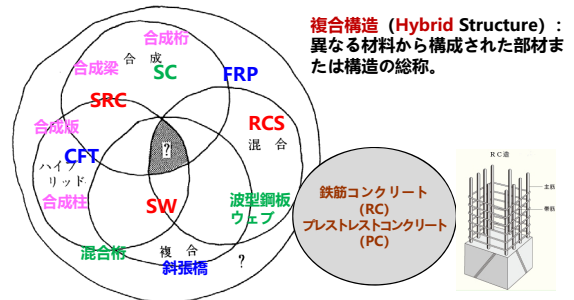 複合構造（Hybrid Structure）:
異なる材料から構成された部材ま
たは構造の総称。
合成桁
合成梁
合 成
SC
FRP
SRC
RCS
混 合
合成版
CFT
ハイブ
リッド
合成柱
?
SW
波型鋼板
ウェブ
混合桁
複 合
斜張橋
?
鉄筋コンクリート
(RC)
プレストレストコンクリート
(PC)
RC造
主筋
帯筋